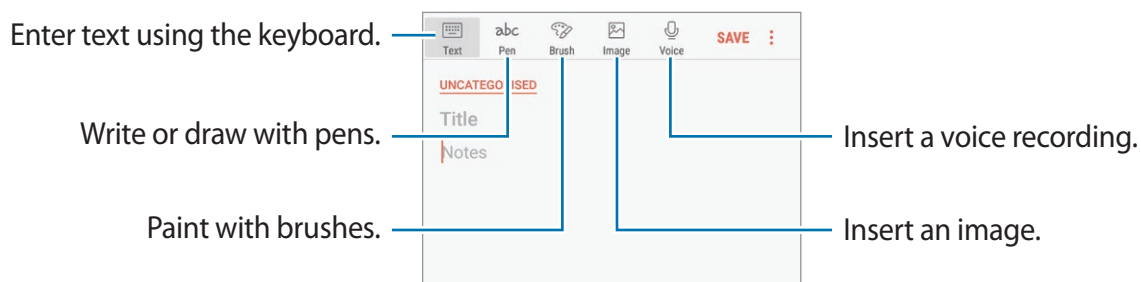 Enter text using the keyboard.
abc
Text Pen Brush Image Voice SAVE
UNCATEGORISED
Title
Write or draw with pens.
Insert a voice recording.
Notes
Paint with brushes.
Insert an image.